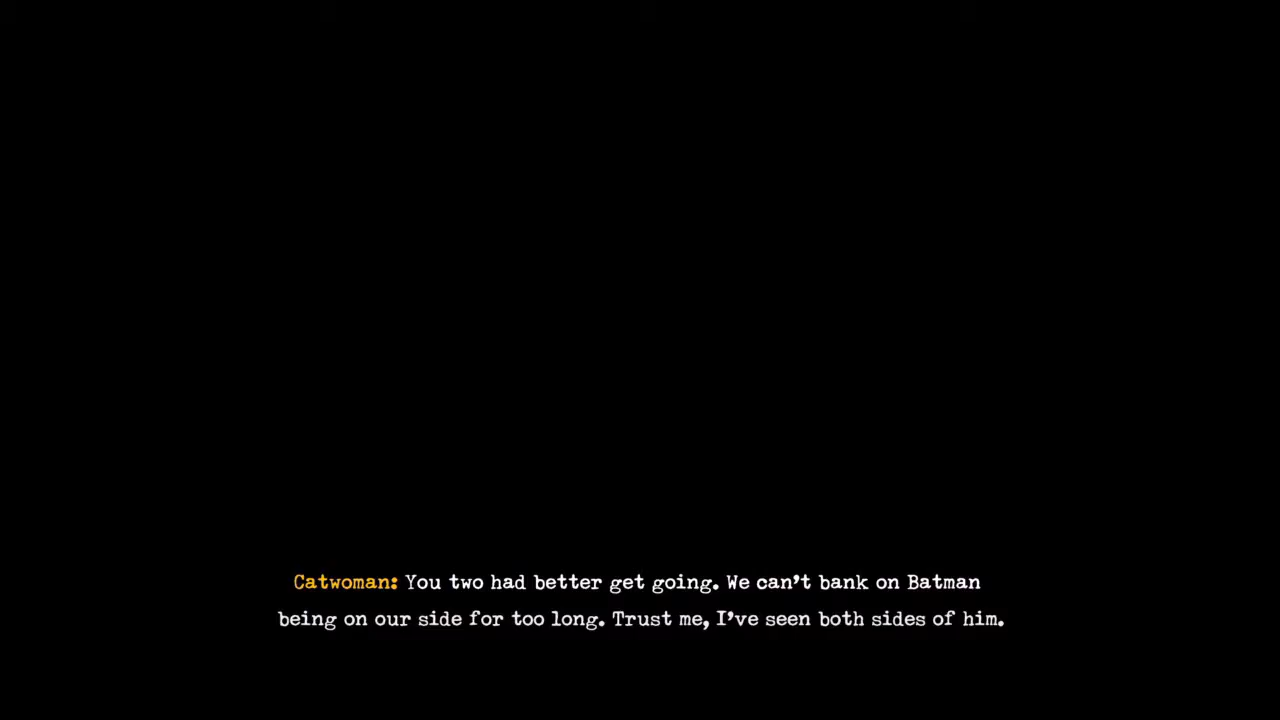 Catwoman: You two had better get going. We can't bank on Batman
being on our side for too long. Trust me, I've seen both sides of him.